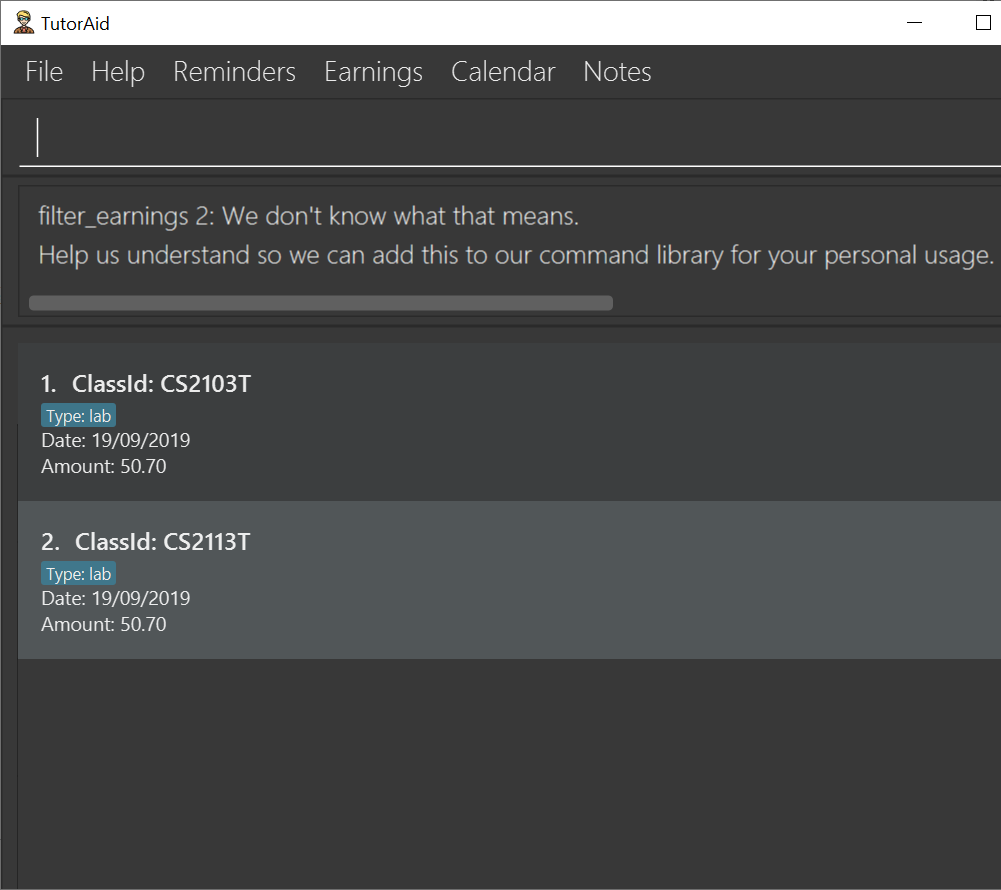 TutorAid
File Help Reminders Earnings Calendar Notes
filter_earnings 2: We don't know what that means.
Help us understand so we can add this to our command library for your personal usage.
1. ClassId: CS2103T
Type: lab
Date: 19/09/2019
Amount: 50.70
2. ClassId: CS2113T
Type: lab
Date: 19/09/2019
Amount: 50.70